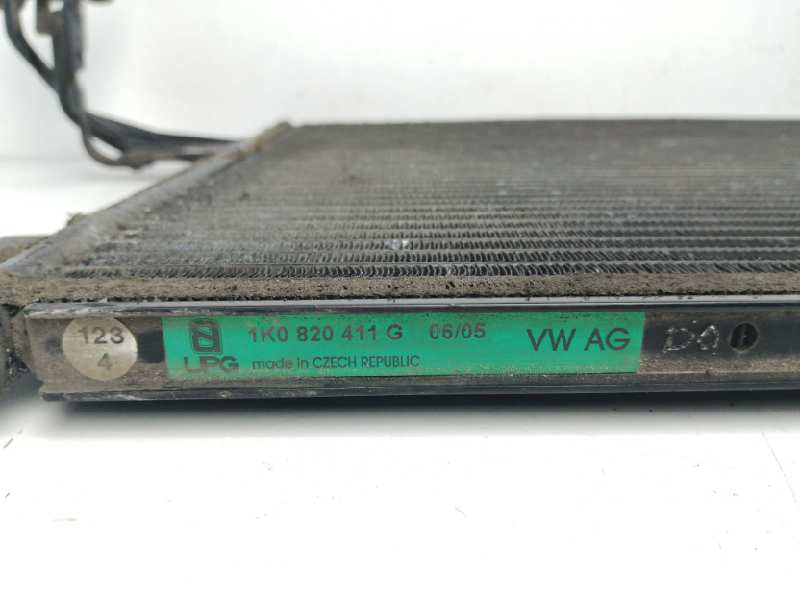 123
4
1K0 820 411 G 06/05 VW AG
UPG made in CZECH REPUBLIC